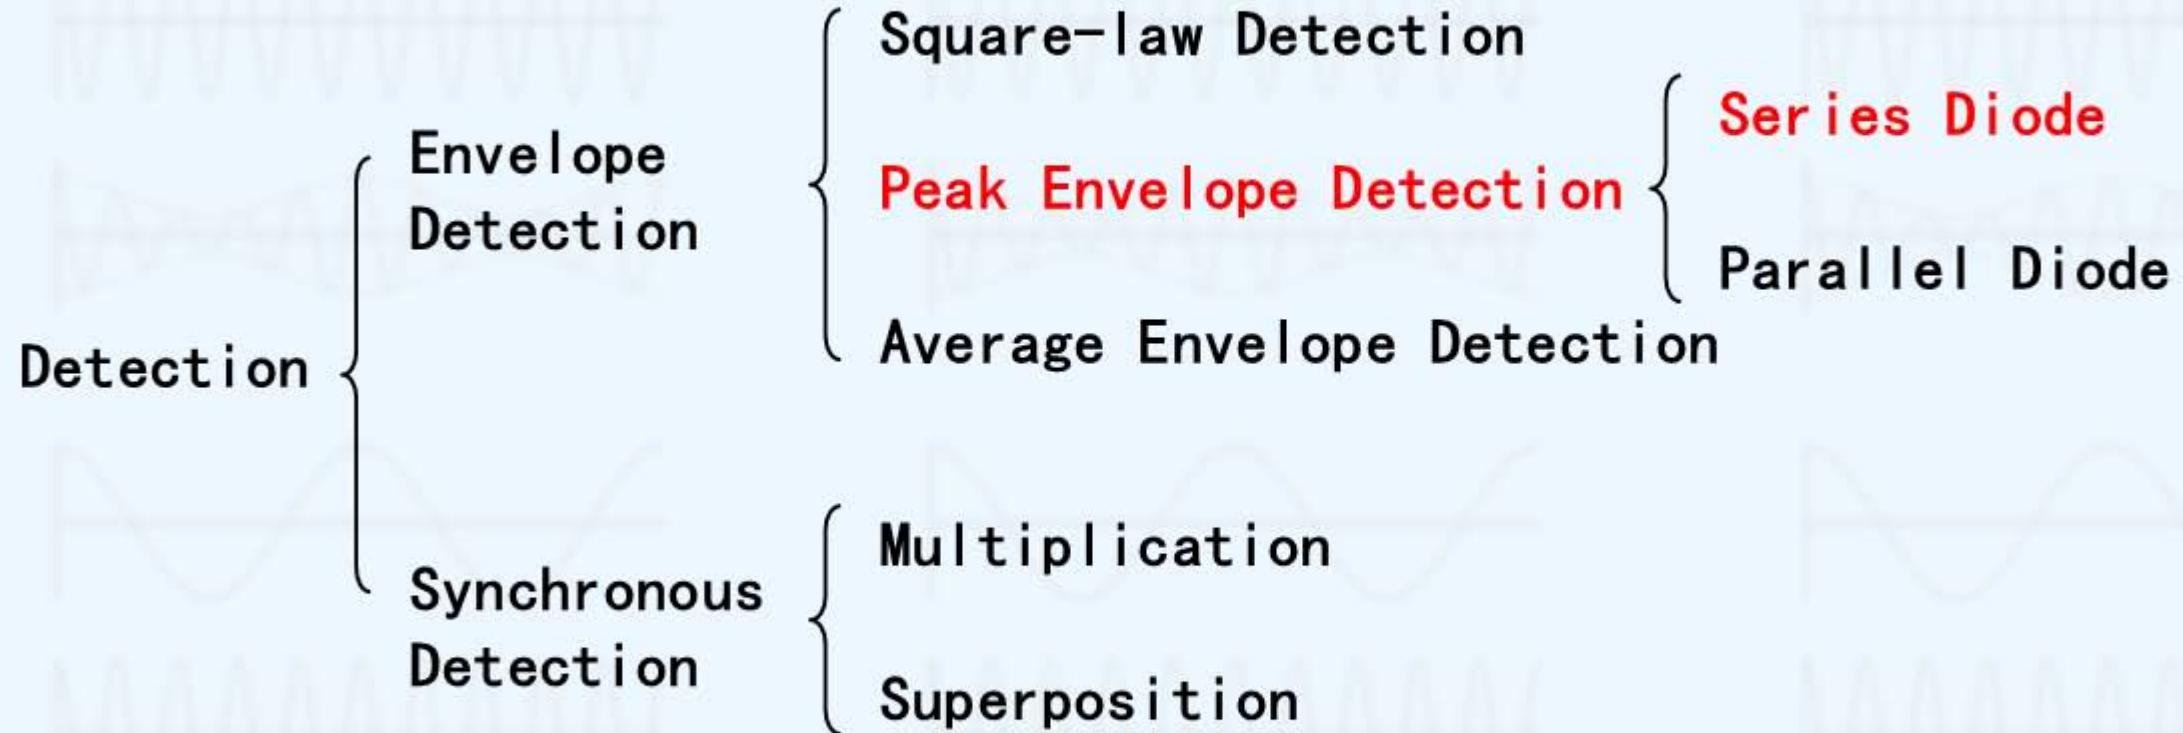 Detection
Envelope
Detection
Square-law Detection
Peak Envelope Detection
Series Diode
Parallel Diode
Average Envelope Detection
Synchronous
Detection
Multiplication
Superposition